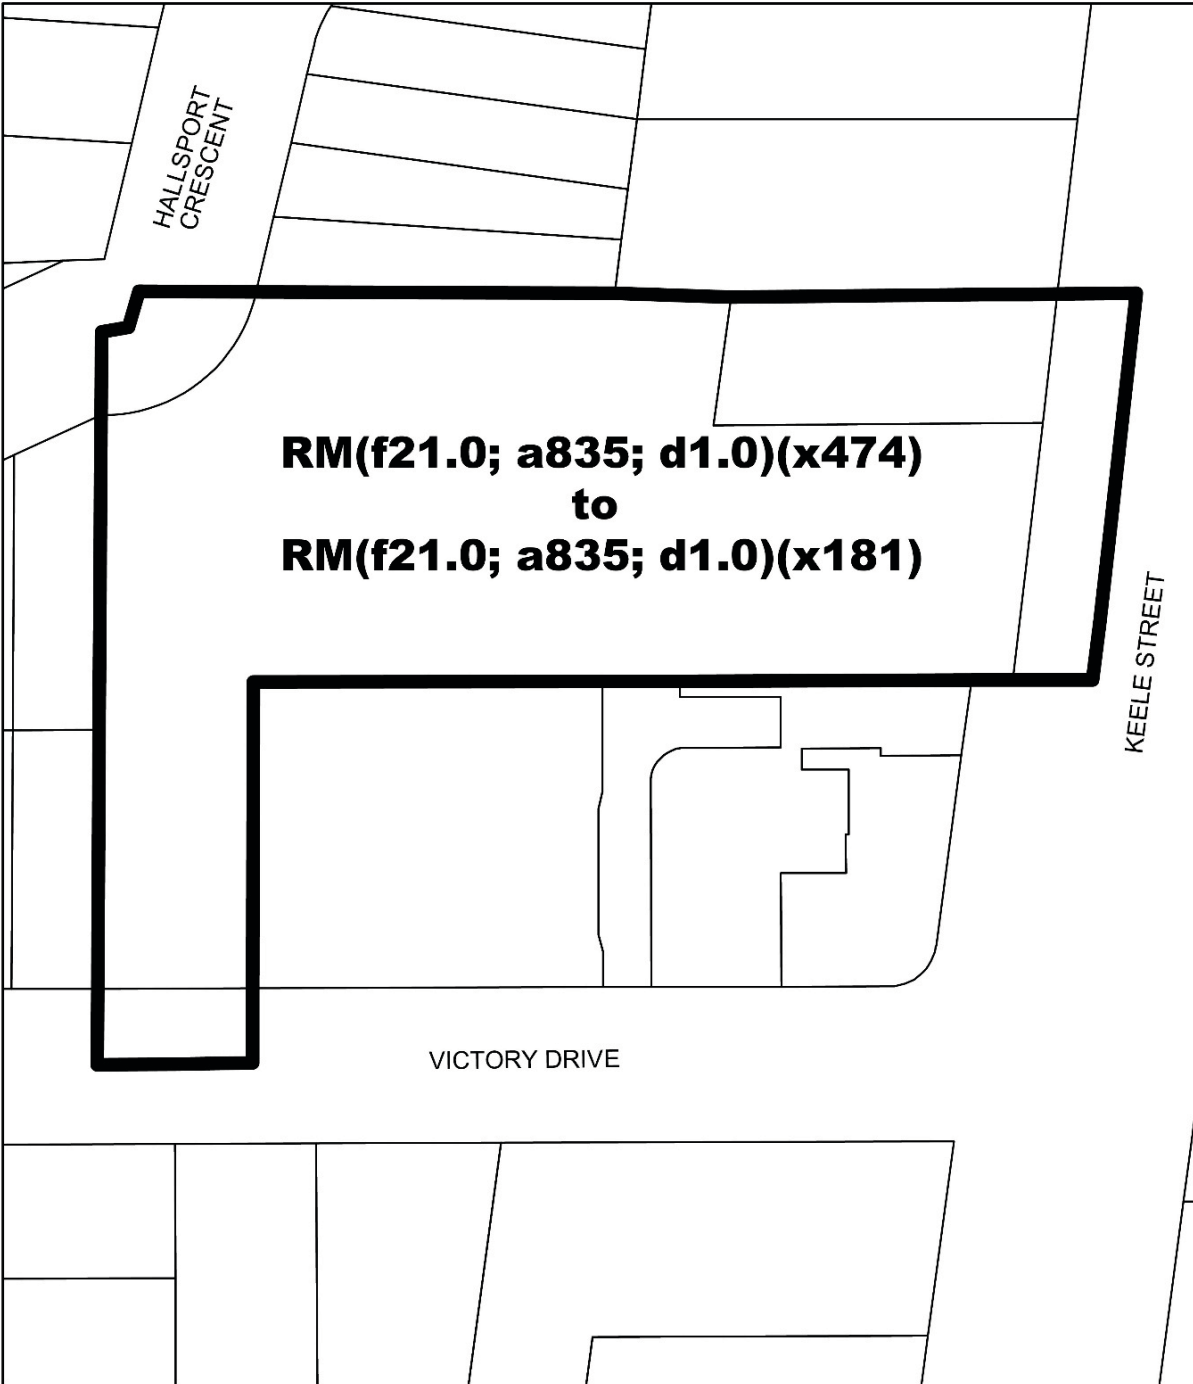 HALLSPORT
CRESCENT
RM(f21.0; a835; d1.0)(x474)
to
RM(f21.0; a835; d1.0)(x181)
KEELE STREET
VICTORY DRIVE